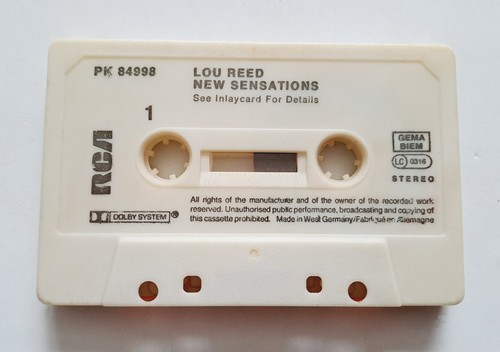 PK 84998
LOU REED
NEW SENSATIONS
See Inlaycard For Details
1
RCA
GEMA
BIEM
LC 0316
STEREO
DOLBY SYSTEM ®
All rights of the manufacturer and of the owner of the recorded work
reserved. Unauthorised public performance, broadcasting and copying of
this cassette prohibited. Made in West Germany/Fabriqué en Allemagne